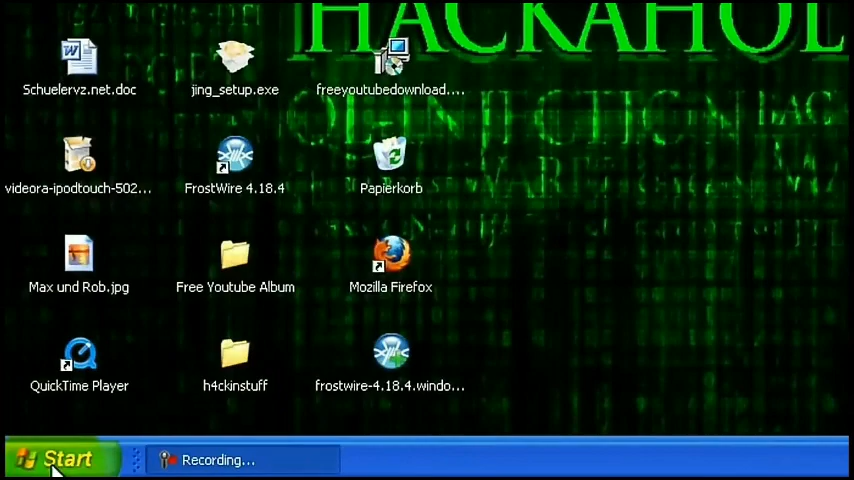 HACKAHOL
Schuelervz.net.doc
jing_setup.exe
freeyoutubedownload....
videora-ipodtouch-502...
FrostWire 4.18.4
Papierkorb
Max und Rob.jpg
Free Youtube Album
Mozilla Firefox
QuickTime Player
h4ckinstuff
frostwire-4.18.4.windo...
Start
Recording...